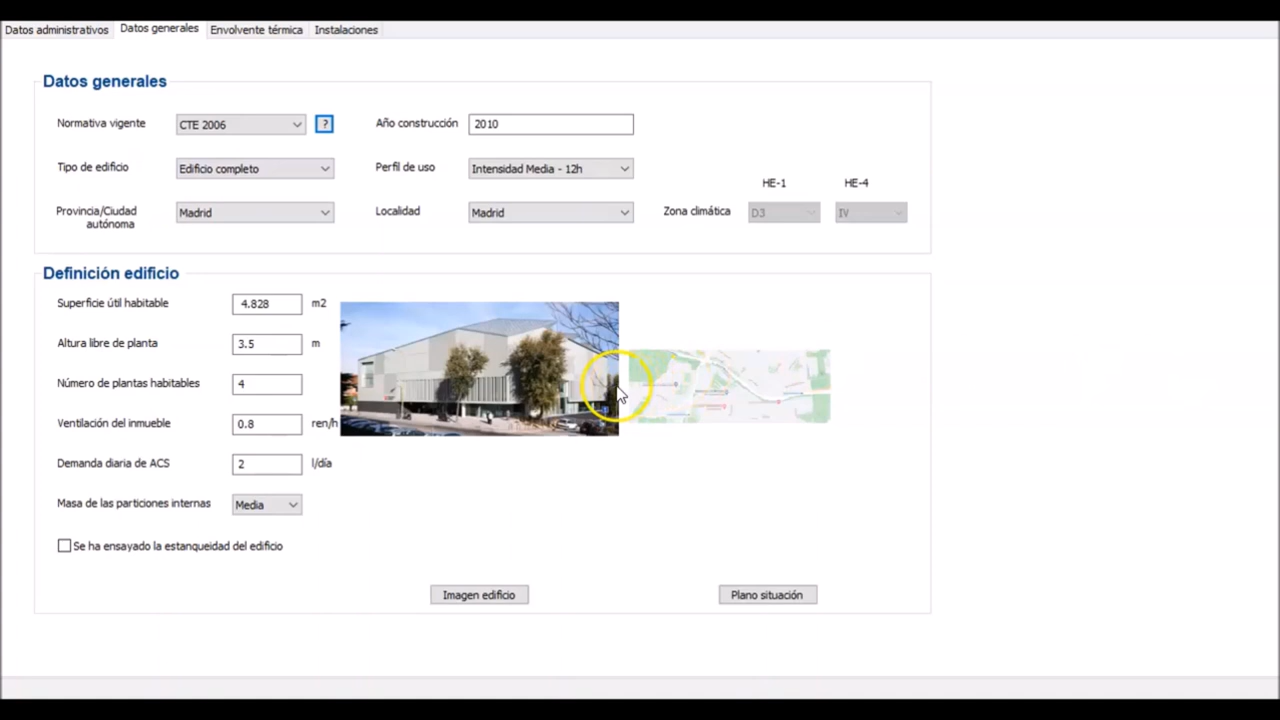 Datos administrativos Datos generales Envolvente térmica Instalaciones
Datos generales
Normativa vigente CTE 2006 ? Año construcción 2010
Tipo de edificio Edificio completo Perfil de uso Intensidad Media - 12h
HE-1 HE-4
Provincia/Ciudad autónoma Madrid Localidad Madrid Zona climática D3 IV
Definición edificio
Superficie útil habitable 4.828 m2
Altura libre de planta 3.5 m
Número de plantas habitables 4
Ventilación del inmueble 0.8 ren/h
Demanda diaria de ACS 2 l/día
Masa de las particiones internas Media
Se ha ensayado la estanqueidad del edificio
Imagen edificio Plano situación